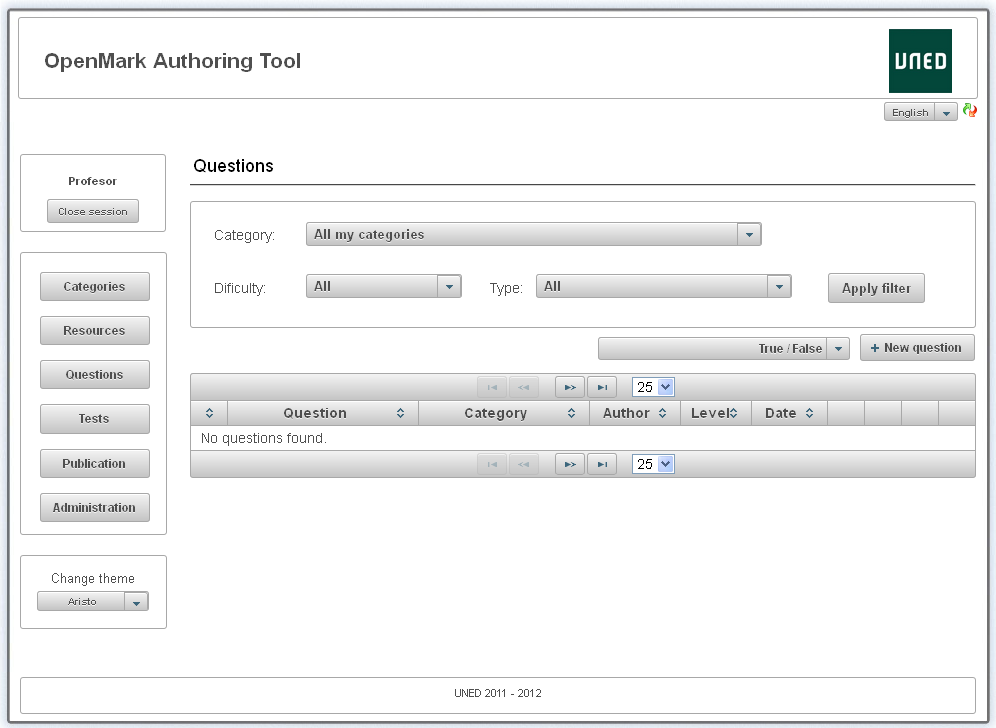 OpenMark Authoring Tool
UNED
English
Profesor
Close session
Categories
Resources
Questions
Tests
Publication
Administration
Change theme
Aristo
Questions
Category: All my categories
Dificulty: All Type: All Apply filter
True / False + New question
25
Question Category Author Level Date
No questions found.
25
UNED 2011 - 2012